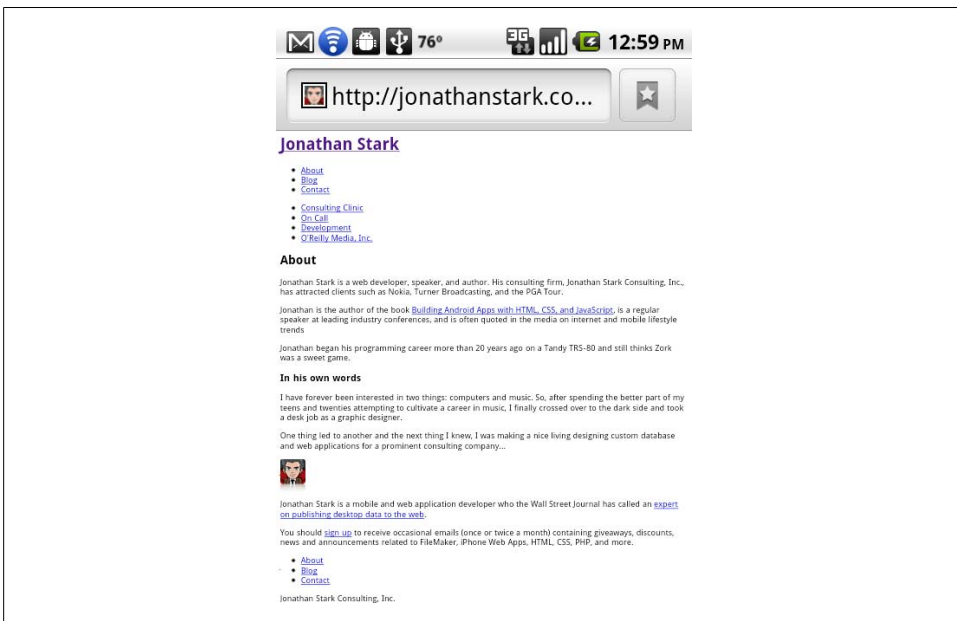 76°
3G
12:59 PM
http://jonathanstark.co...
Jonathan Stark
About
Blog
Contact
Consulting Clinic
On Call
Development
O'Reilly Media, Inc.
About
Jonathan Stark is a web developer, speaker, and author. His consulting firm, Jonathan Stark Consulting, Inc.,
has attracted clients such as Nokia, Turner Broadcasting, and the PGA Tour.
Jonathan is the author of the book Building Android Apps with HTML, CSS, and JavaScript, is a regular
speaker at leading industry conferences, and is often quoted in the media on internet and mobile lifestyle
trends
Jonathan began his programming career more than 20 years ago on a Tandy TRS-80 and still thinks Zork
was a sweet game.
In his own words
I have forever been interested in two things: computers and music. So, after spending the better part of my
teens and twenties attempting to cultivate a career in music, I finally crossed over to the dark side and took
a desk job as a graphic designer.
One thing led to another and the next thing I knew, I was making a nice living designing custom database
and web applications for a prominent consulting company...
Jonathan Stark is a mobile and web application developer who the Wall Street Journal has called an expert
on publishing desktop data to the web.
You should sign up to receive occasional emails (once or twice a month) containing giveaways, discounts,
news and announcements related to FileMaker, iPhone Web Apps, HTML, CSS, PHP, and more.
About
Blog
Contact
Jonathan Stark Consulting, Inc.